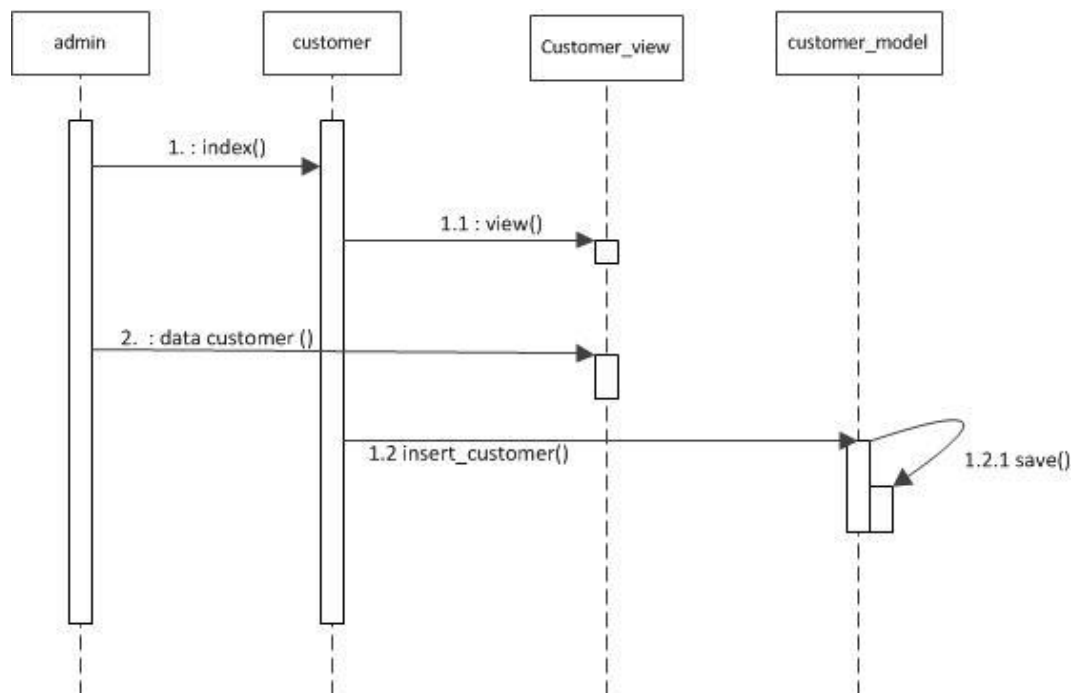 admin
customer
Customer_view
customer_model
1. : index()
1.1 : view()
2. : data customer ()
1.2 insert_customer()
1.2.1 save()